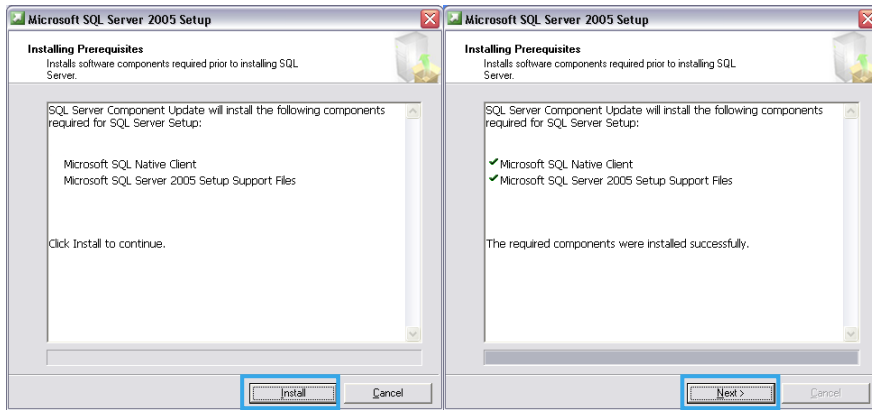 Microsoft SQL Server 2005 Setup
Installing Prerequisites
Installs software components required prior to installing SQL
Server.
SQL Server Component Update will install the following components
required for SQL Server Setup:
Microsoft SQL Native Client
Microsoft SQL Server 2005 Setup Support Files
Click Install to continue.
Install
Cancel
Microsoft SQL Server 2005 Setup
Installing Prerequisites
Installs software components required prior to installing SQL
Server.
SQL Server Component Update will install the following components
required for SQL Server Setup:
Microsoft SQL Native Client
Microsoft SQL Server 2005 Setup Support Files
The required components were installed successfully.
Next >
Cancel